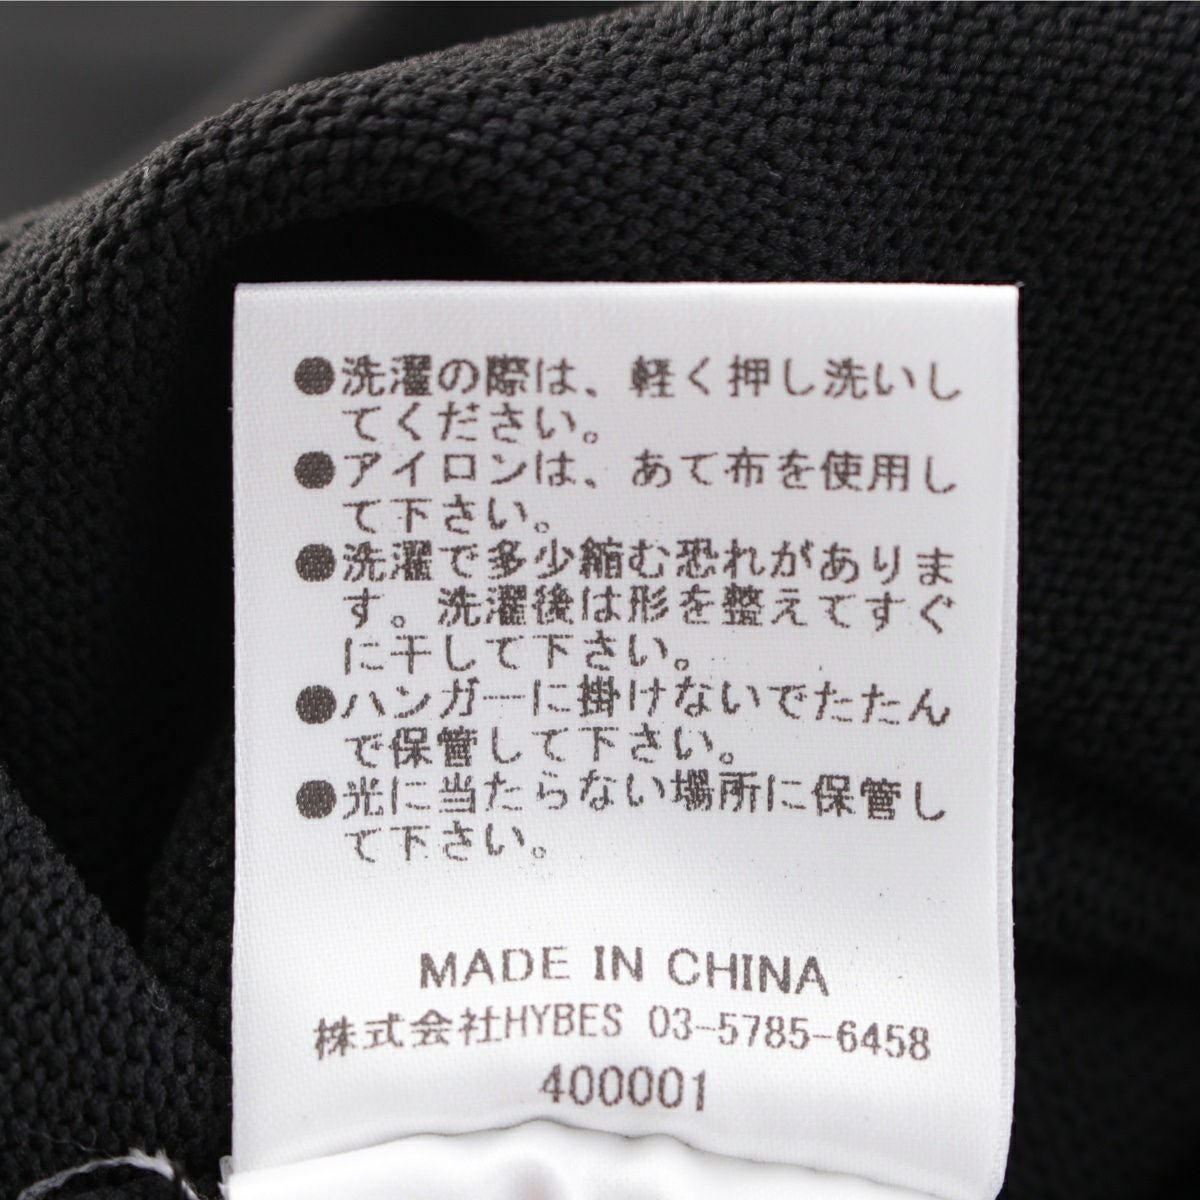 ●洗濯の際は、軽く押し洗いし
てください。
●アイロンは、あて布を使用し
て下さい。
●洗濯で多少縮む恐れがありま
す。洗濯後は形を整えてすぐ
に干して下さい。
●ハンガーに掛けないでたたん
で保管して下さい。
●光に当たらない場所に保管し
て下さい。
MADE IN CHINA
株式会社HYBES 03-5785-6458
400001